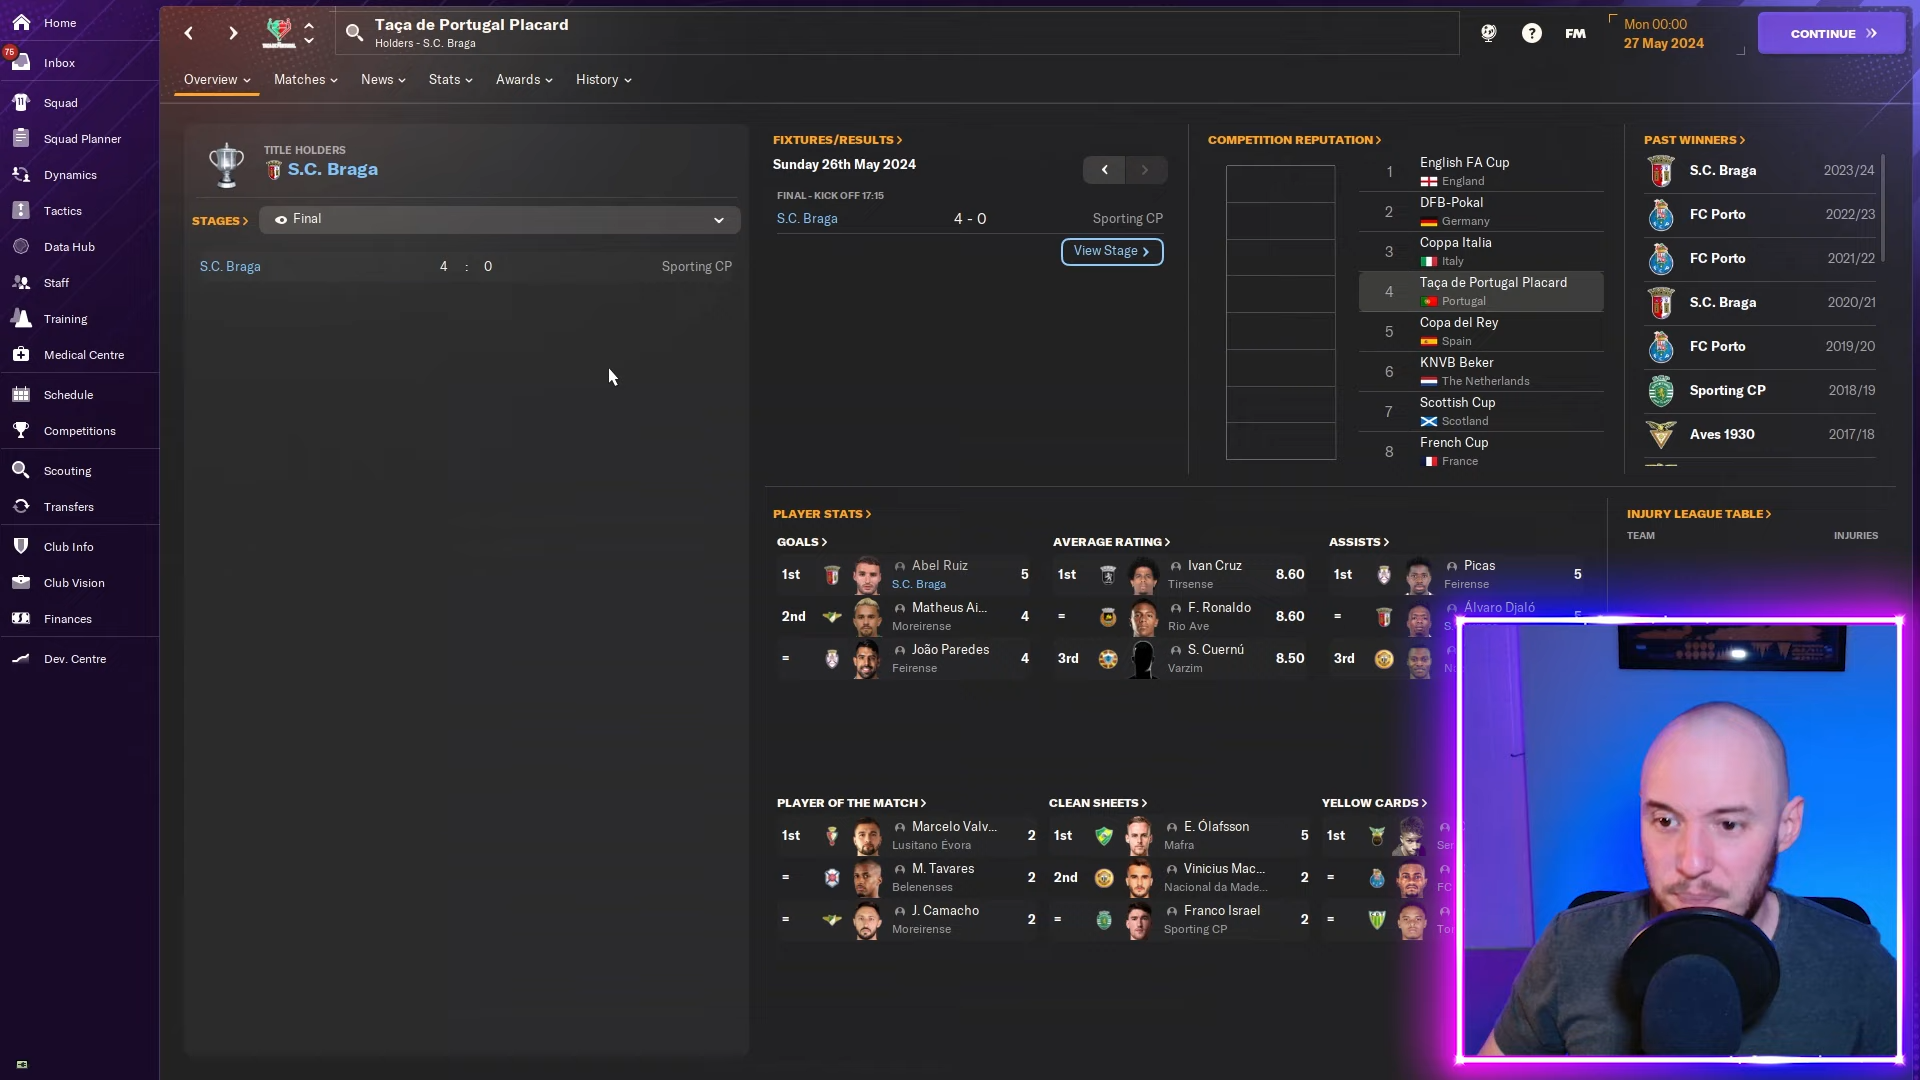 Home
75
Inbox
Squad
Squad Planner
Dynamics
Tactics
Data Hub
Staff
Training
Medical Centre
Schedule
Competitions
Scouting
Transfers
Club Info
Club Vision
Finances
Dev. Centre
Taça de Portugal Placard
Holders - S.C. Braga
?
FM
Mon 00:00
27 May 2024
CONTINUE
Overview
Matches
News
Stats
Awards
History
TITLE HOLDERS
S.C. Braga
STAGES
Final
S.C. Braga 4 : 0 Sporting CP
FIXTURES/RESULTS
Sunday 26th May 2024
FINAL - KICK OFF 17:15
S.C. Braga 4 - 0 Sporting CP
View Stage
COMPETITION REPUTATION
1 English FA Cup
England
2 DFB-Pokal
Germany
3 Coppa Italia
Italy
4 Taça de Portugal Placard
Portugal
5 Copa del Rey
Spain
6 KNVB Beker
The Netherlands
7 Scottish Cup
Scotland
8 French Cup
France
PAST WINNERS
S.C. Braga 2023/24
FC Porto 2022/23
FC Porto 2021/22
S.C. Braga 2020/21
FC Porto 2019/20
Sporting CP 2018/19
Aves 1930 2017/18
PLAYER STATS
GOALS
1st Abel Ruiz 5
S.C. Braga
2nd Matheus Ai... 4
Moreirense
= João Paredes 4
Feirense
AVERAGE RATING
1st Ivan Cruz 8.60
Tirsense
= F. Ronaldo 8.60
Rio Ave
3rd S. Cuernú 8.50
Varzim
ASSISTS
1st Picas 5
Feirense
= Álvaro Djaló 5
S.
3rd
N
INJURY LEAGUE TABLE
TEAM INJURIES
PLAYER OF THE MATCH
1st Marcelo Valv... 2
Lusitano Évora
= M. Tavares 2
Belenenses
= J. Camacho 2
Moreirense
CLEAN SHEETS
1st E. Ólafsson 5
Mafra
2nd Vinicius Mac... 2
Nacional da Made...
= Franco Israel 2
Sporting CP
YELLOW CARDS
1st
Ser
=
FC
=
Tor